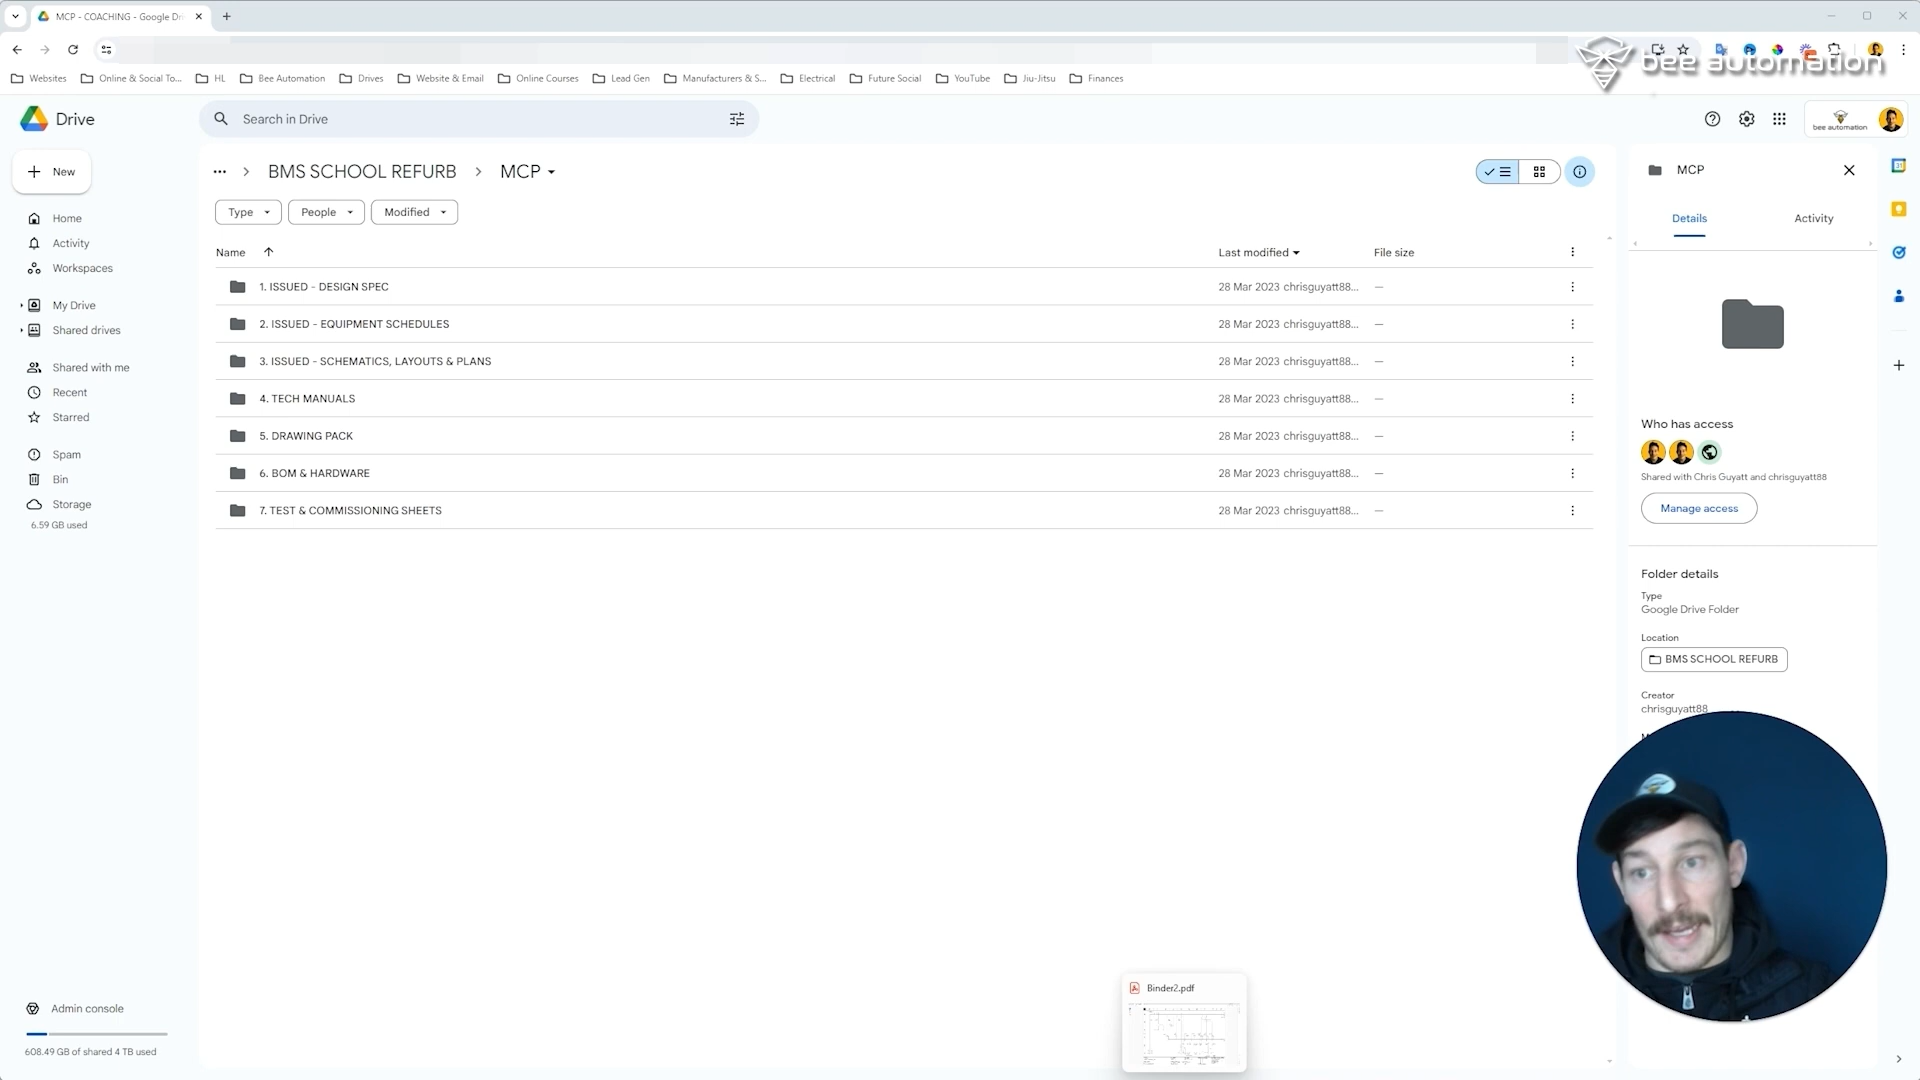 MCP - COACHING - Google Dri
Websites
Online & Social To...
HL
Bee Automation
Drives
Website & Email
Online Courses
Lead Gen
Manufacturers & S...
Electrical
Future Social
YouTube
Jiu-Jitsu
Finances
bee automation
Drive
Search in Drive
bee automation
New
BMS SCHOOL REFURB
MCP
MCP
Type
People
Modified
Details
Activity
Home
Activity
Workspaces
My Drive
Shared drives
Shared with me
Recent
Starred
Spam
Bin
Storage
6.59 GB used
Name
Last modified
File size
1. ISSUED - DESIGN SPEC
28 Mar 2023 chrisguyatt88...
—
2. ISSUED - EQUIPMENT SCHEDULES
28 Mar 2023 chrisguyatt88...
—
3. ISSUED - SCHEMATICS, LAYOUTS & PLANS
28 Mar 2023 chrisguyatt88...
—
4. TECH MANUALS
28 Mar 2023 chrisguyatt88...
—
5. DRAWING PACK
28 Mar 2023 chrisguyatt88...
—
6. BOM & HARDWARE
28 Mar 2023 chrisguyatt88...
—
7. TEST & COMMISSIONING SHEETS
28 Mar 2023 chrisguyatt88...
—
Who has access
Shared with Chris Guyatt and chrisguyatt88
Manage access
Folder details
Type
Google Drive Folder
Location
BMS SCHOOL REFURB
Creator
chrisguyatt88
Binder2.pdf
Admin console
608.49 GB of shared 4 TB used